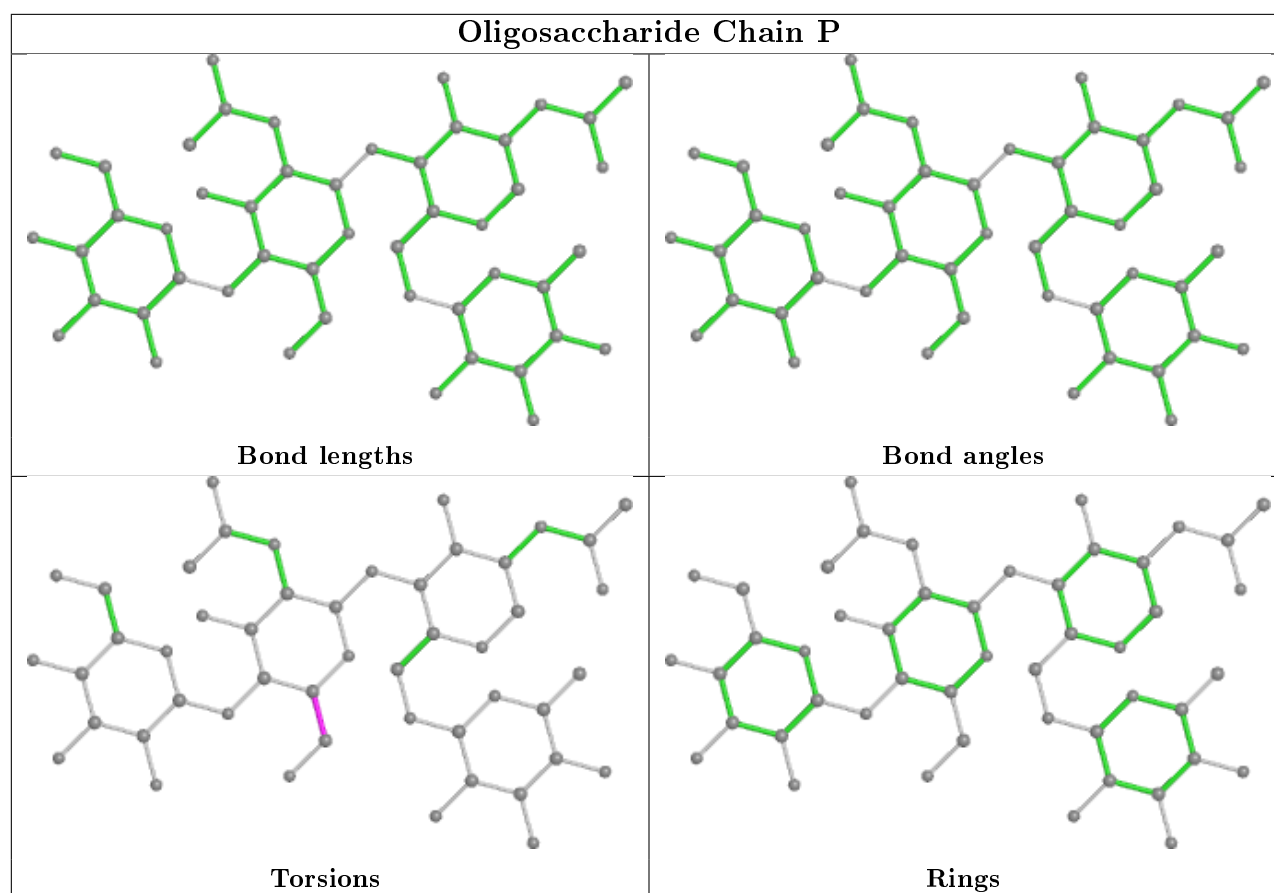 Oligosaccharide Chain P
Bond lengths
Bond angles
Torsions
Rings